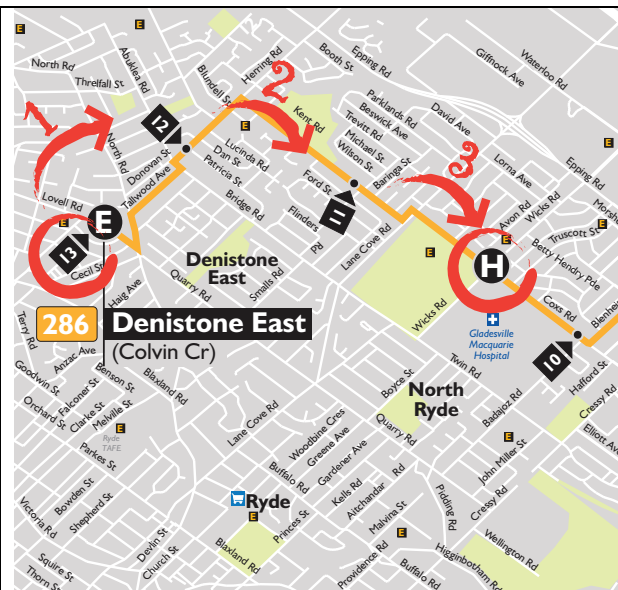 E
E
E
North Rd
Threlfall St
Abuklea Rd
Blundell St
Herring Rd
Booth St
Epping Rd
Giffnock Ave
Waterloo Rd
1
2
3
12
North Rd
Donovan St
Tallwood Ave
Lucinda Rd
Dan St
Patricia St
Bridge Rd
Kent Rd
E
Parklands Rd
Beswick Ave
Trevitt Rd
Michael St
Wilson St
Baringa St
David Ave
Lorna Ave
E
Epping Rd
Morshe
Ford St
11
Flinders Rd
Lane Cove Rd
Avon Rd
Wicks Rd
Truscott St
Betty Hendry Pde
Lovell Rd
E
E
13
Cecil St
Denistone
East
Quarry Rd
Smalls Rd
E
E
H
Wicks Rd
Coxs Rd
Blenhei
Haig Ave
286 Denistone East
(Colvin Cr)
Terry Rd
Anzac Ave
Gladesville
Macquarie
Hospital
10
Twin Rd
Hafford St
Goodwin St
Orchard St
Falconer St
Clarke St
Benson St
Melville St
Blaxland Rd
E
Ryde
TAFE
Parkes St
Boyce St
North
Ryde
Quarry Rd
Badajoz Rd
Cressy Rd
Elliott Ave
E
John Miller St
Lane Cove Rd
Woodbine Cres
Greene Ave
Gardener Ave
Buffalo Rd
Kells Rd
Aitchandar Rd
Malvina St
Pidding Rd
Cressy Rd
Bowden St
Shepherd St
Victoria Rd
Ryde
E
Princes St
Devlin St
Church St
Blaxland Rd
E
Wellington Rd
Higginbotham Rd
Providence Rd
Buffalo Rd
Squire St
Thorn St